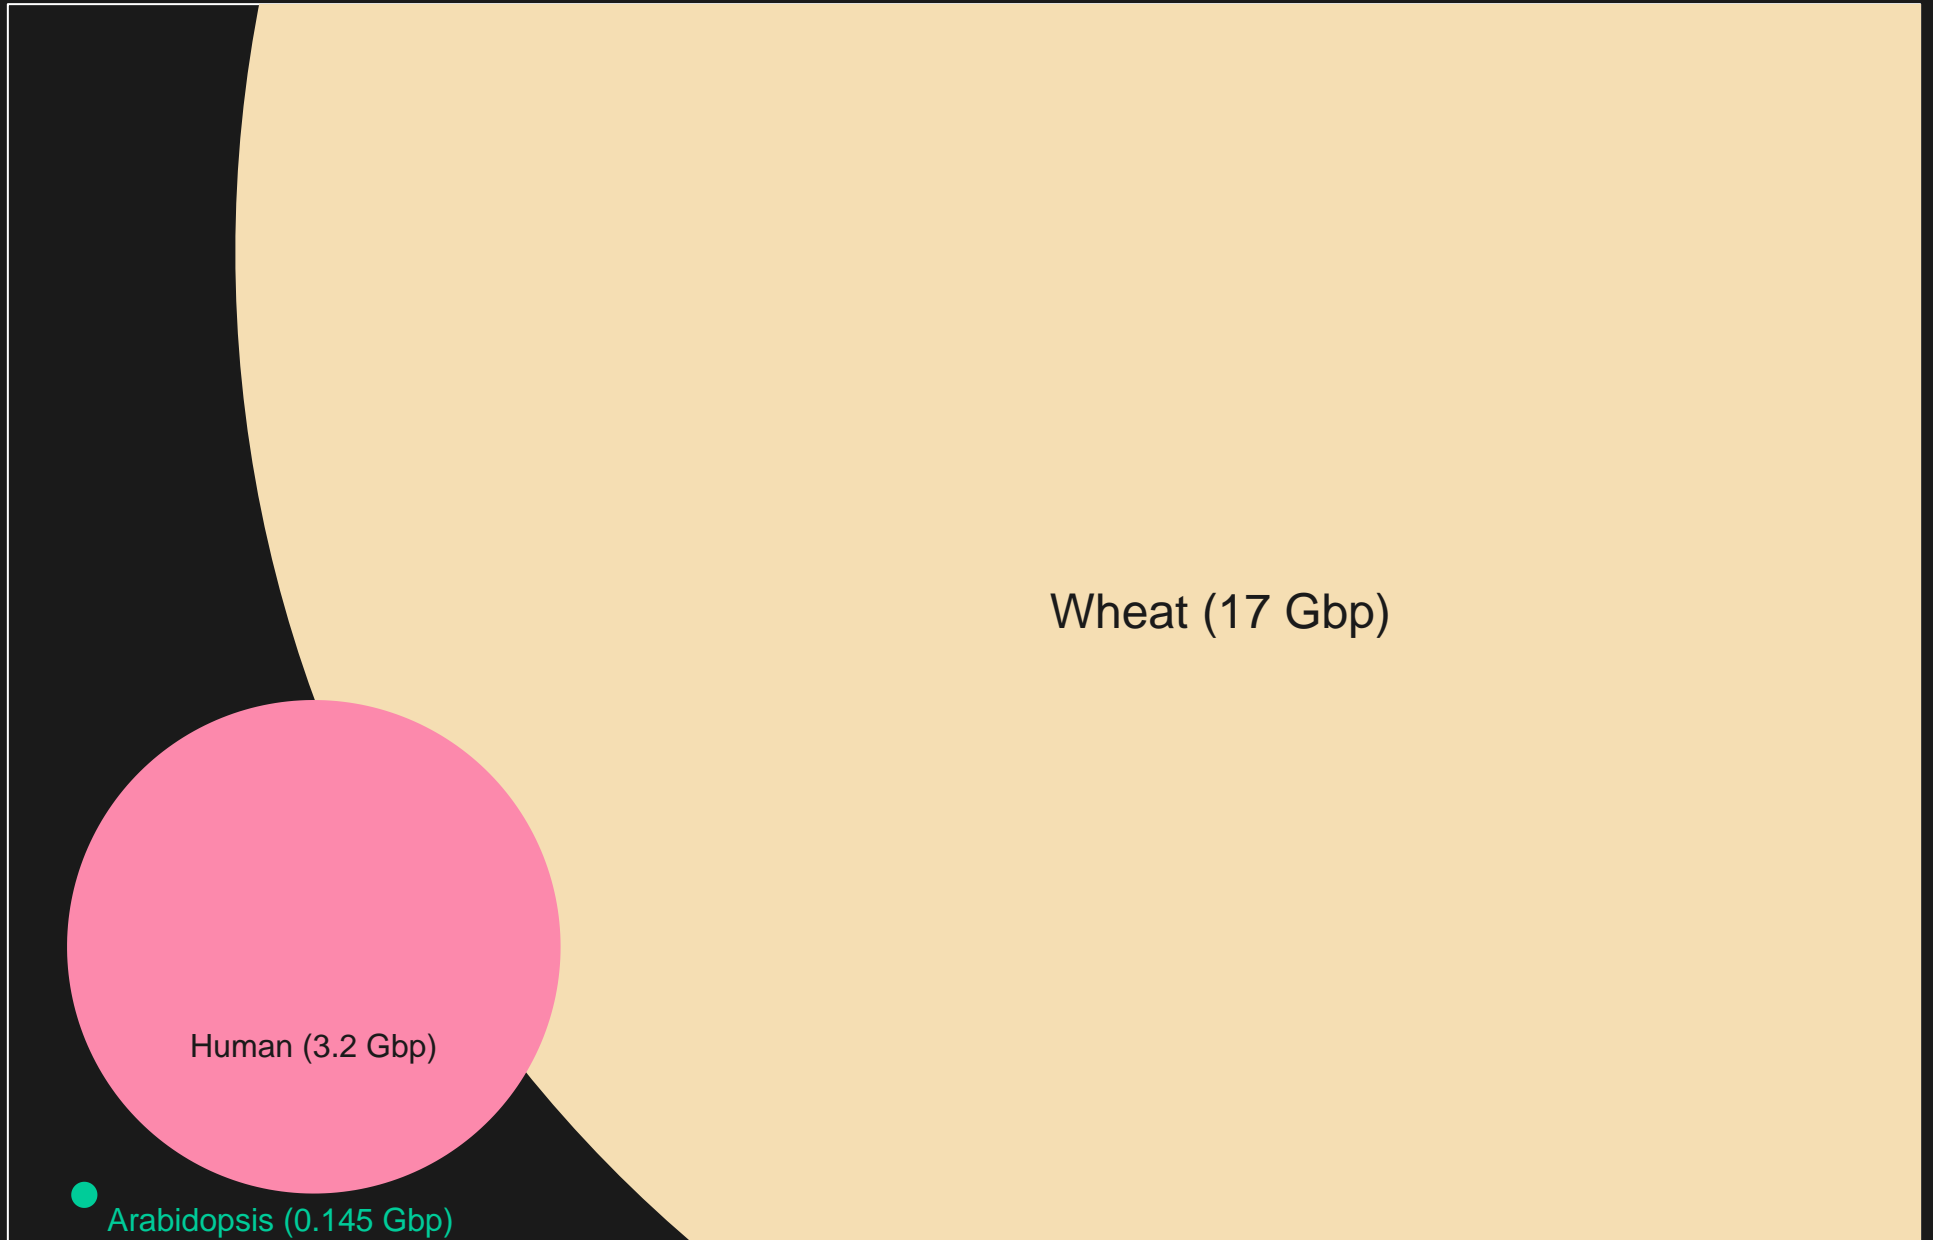 Wheat (17 Gbp)
Human (3.2 Gbp)
Arabidopsis (0.145 Gbp)